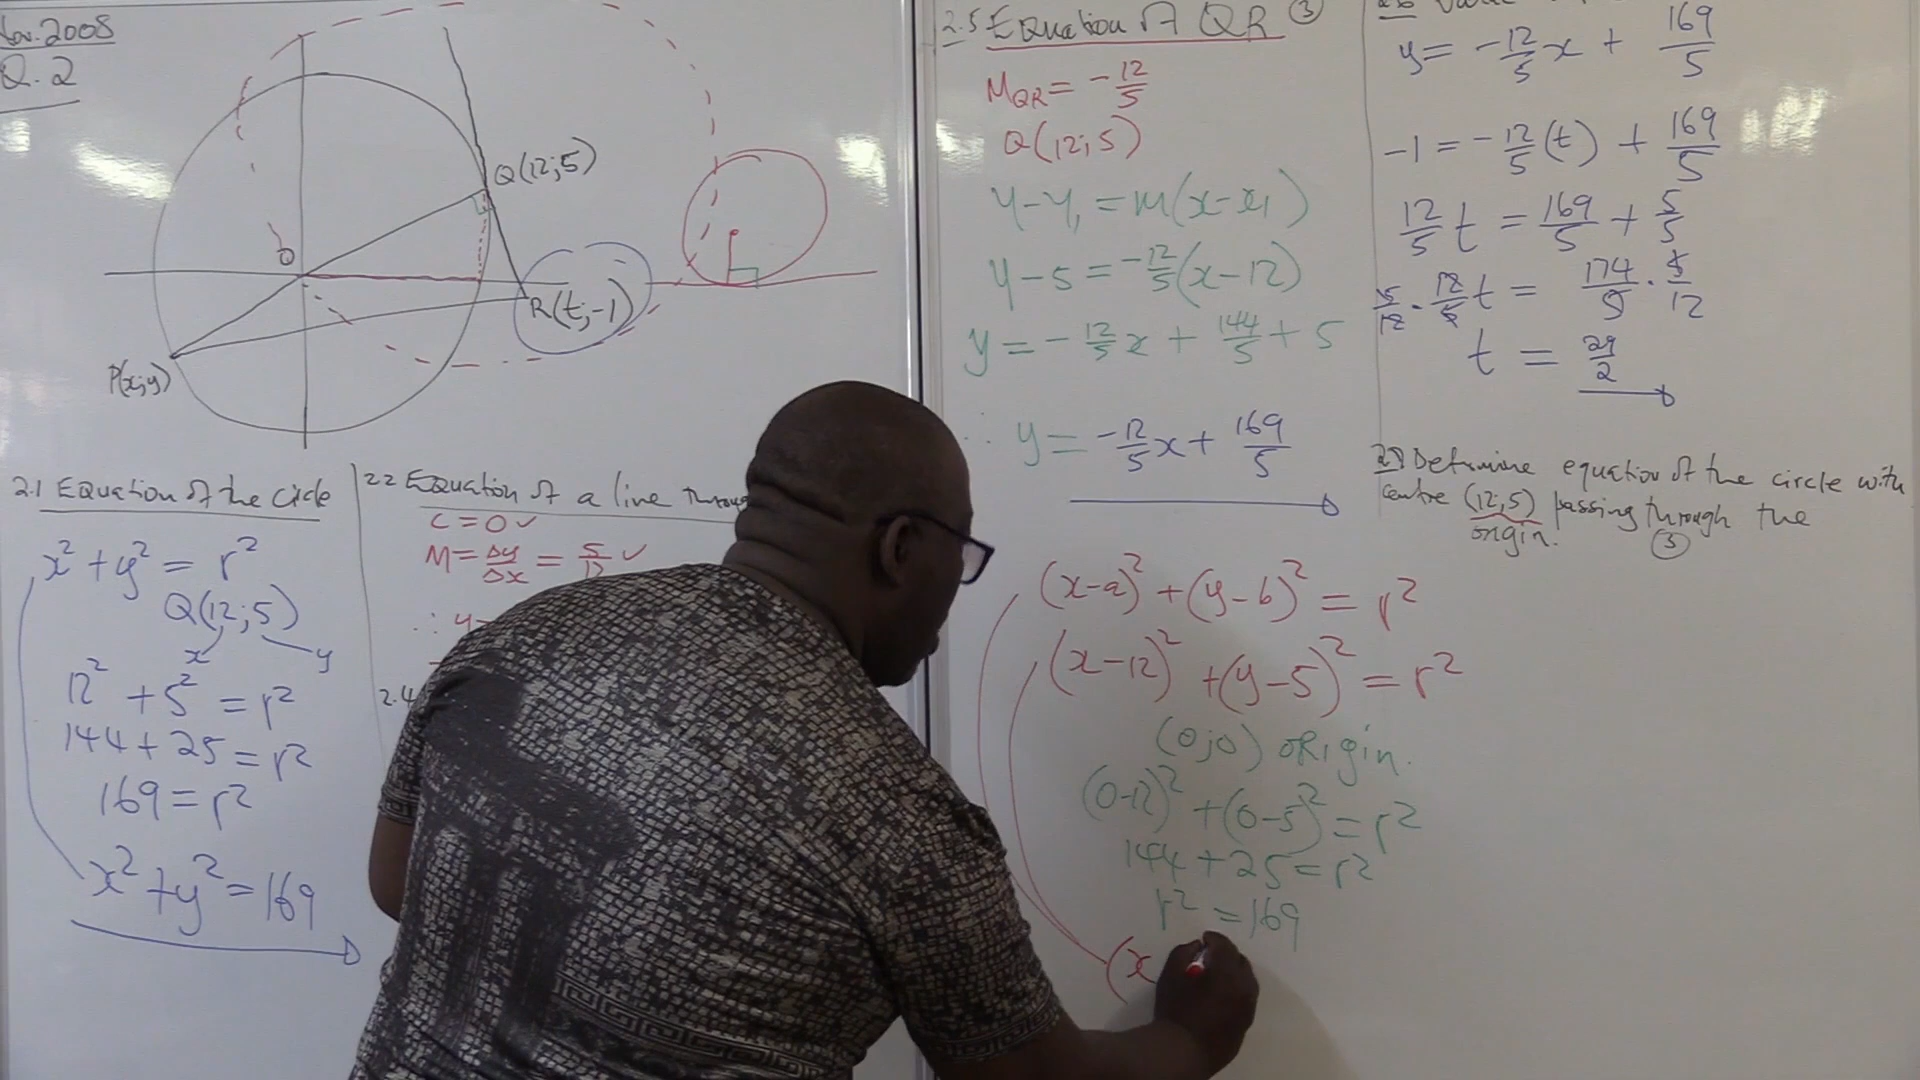 Nov. 2008
Q. 2
Q(12;5)
O
R(t;-1)
P(x;y)
2.1 Equation of the circle
x² + y² = r²
Q(12;5)
x y
12² + 5² = r²
144 + 25 = r²
169 = r²
x² + y² = 169
2.2 Equation of a line through
C = 0 ✓
M = Δy/Δx = 5/12 ✓
∴ y =
2.4
2.5 Equation of QR ③
M_QR = -12/5
Q(12;5)
y - y₁ = m(x - x₁)
y - 5 = -12/5(x - 12)
y = -12/5 x + 144/5 + 5
∴ y = -12/5 x + 169/5
y = -12/5 x + 169/5
-1 = -12/5(t) + 169/5
12/5 t = 169/5 + 5/5
5/12 · 12/5 t = 174/5 · 5/12
t = 29/2
2.7 Determine equation of the circle with
centre (12;5) passing through the
origin. ③
(x-a)² + (y-b)² = r²
(x-12)² + (y-5)² = r²
(0;0) origin.
(0-12)² + (0-5)² = r²
144 + 25 = r²
r² = 169
(x